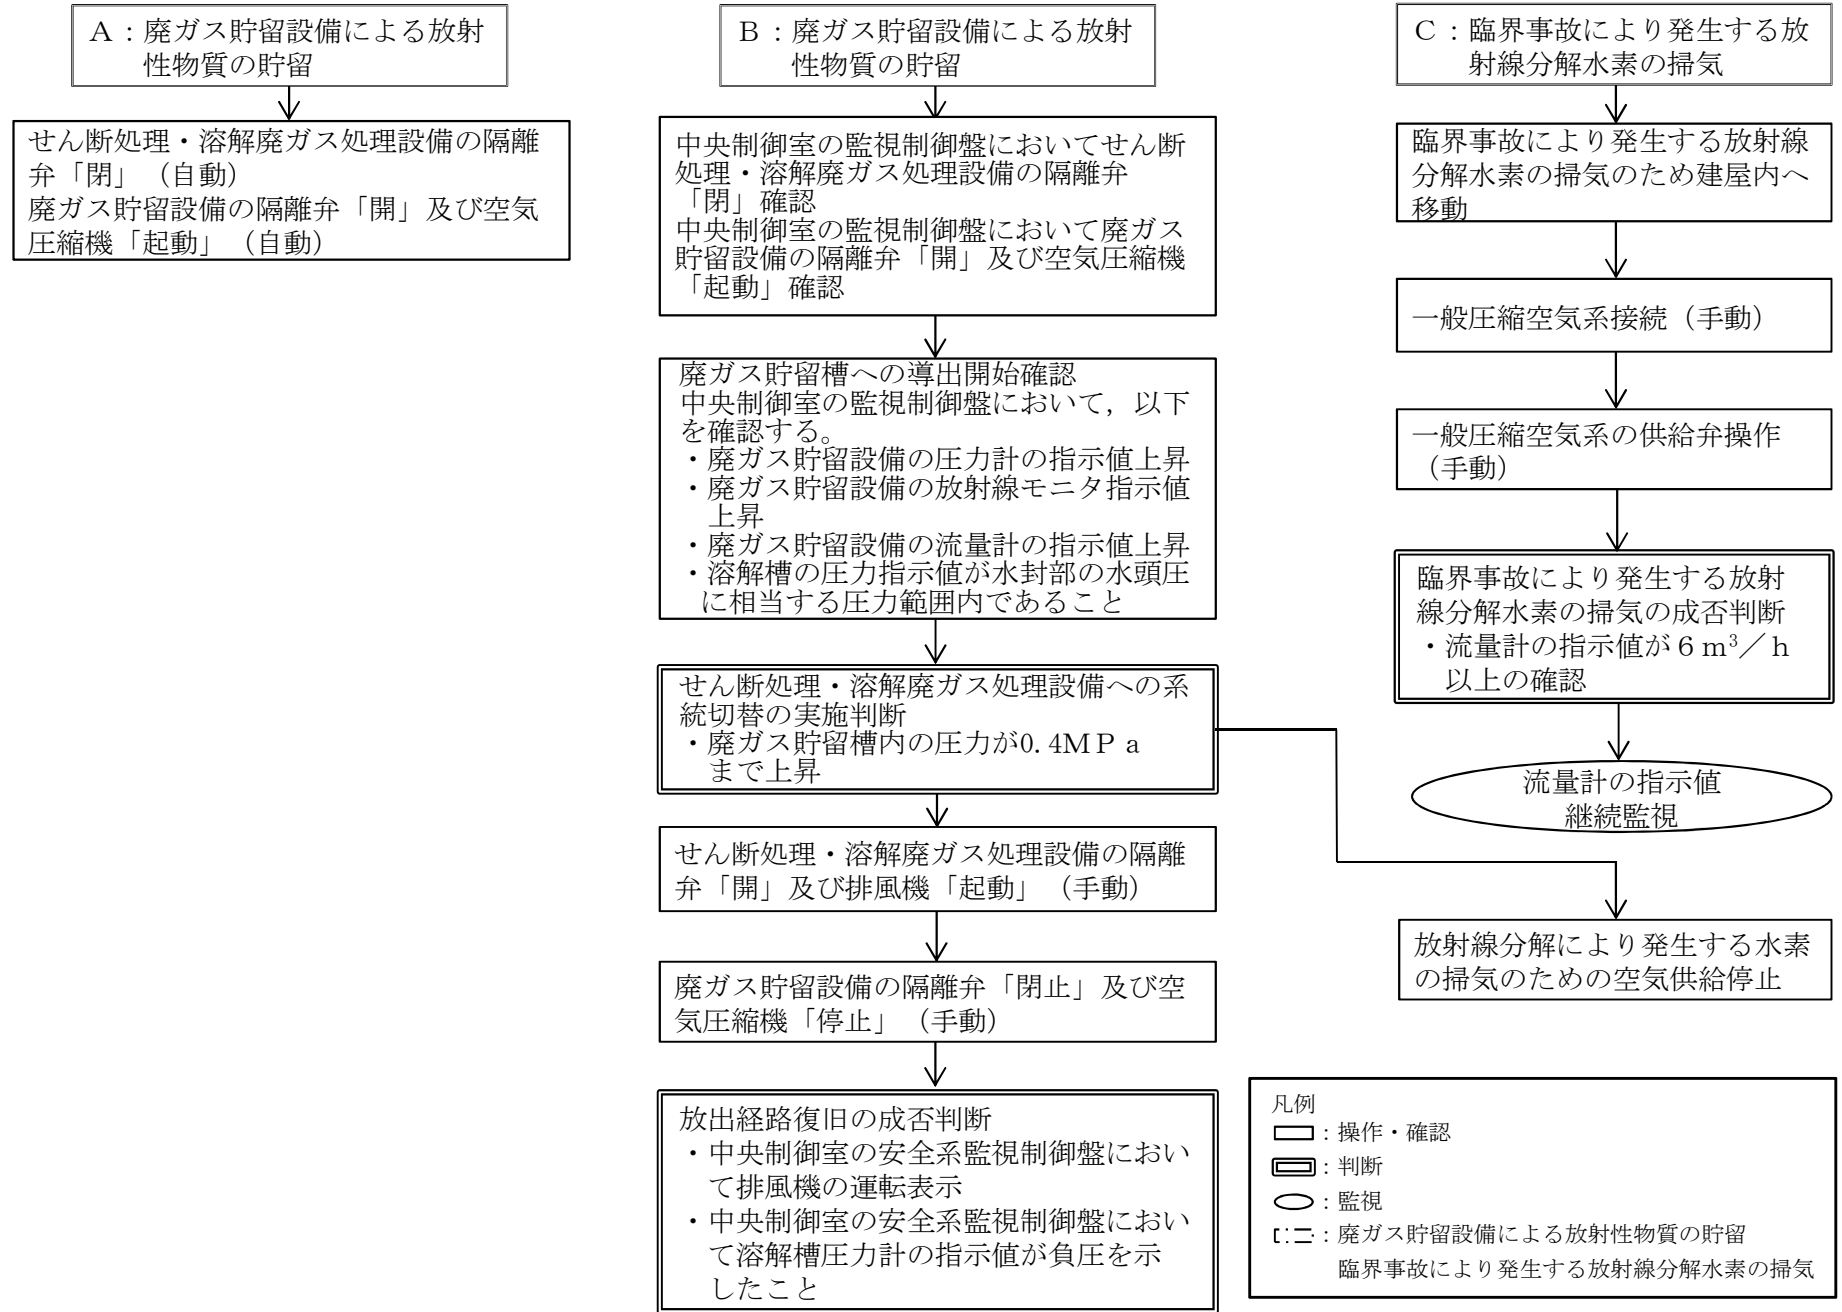 A：廃ガス貯留設備による放射
性物質の貯留
せん断処理・溶解廃ガス処理設備の隔離
弁「閉」（自動）
廃ガス貯留設備の隔離弁「開」及び空気
圧縮機「起動」（自動）
B：廃ガス貯留設備による放射
性物質の貯留
中央制御室の監視制御盤においてせん断
処理・溶解廃ガス処理設備の隔離弁
「閉」確認
中央制御室の監視制御盤において廃ガス
貯留設備の隔離弁「開」及び空気圧縮機
「起動」確認
廃ガス貯留槽への導出開始確認
中央制御室の監視制御盤において，以下
を確認する。
・廃ガス貯留設備の圧力計の指示値上昇
・廃ガス貯留設備の放射線モニタ指示値
上昇
・廃ガス貯留設備の流量計の指示値上昇
・溶解槽の圧力指示値が水封部の水頭圧
に相当する圧力範囲内であること
せん断処理・溶解廃ガス処理設備への系
統切替の実施判断
・廃ガス貯留槽内の圧力が0.4MPa
まで上昇
せん断処理・溶解廃ガス処理設備の隔離
弁「開」及び排風機「起動」（手動）
廃ガス貯留設備の隔離弁「閉止」及び空
気圧縮機「停止」（手動）
放出経路復旧の成否判断
・中央制御室の安全系監視制御盤におい
て排風機の運転表示
・中央制御室の安全系監視制御盤におい
て溶解槽圧力計の指示値が負圧を示
したこと
C：臨界事故により発生する放
射線分解水素の掃気
臨界事故により発生する放射線
分解水素の掃気のため建屋内へ
移動
一般圧縮空気系接続（手動）
一般圧縮空気系の供給弁操作
（手動）
臨界事故により発生する放射
線分解水素の掃気の成否判断
・流量計の指示値が６m³／h
以上の確認
流量計の指示値
継続監視
放射線分解により発生する水素
の掃気のための空気供給停止
凡例
：操作・確認
：判断
：監視
：廃ガス貯留設備による放射性物質の貯留
臨界事故により発生する放射線分解水素の掃気